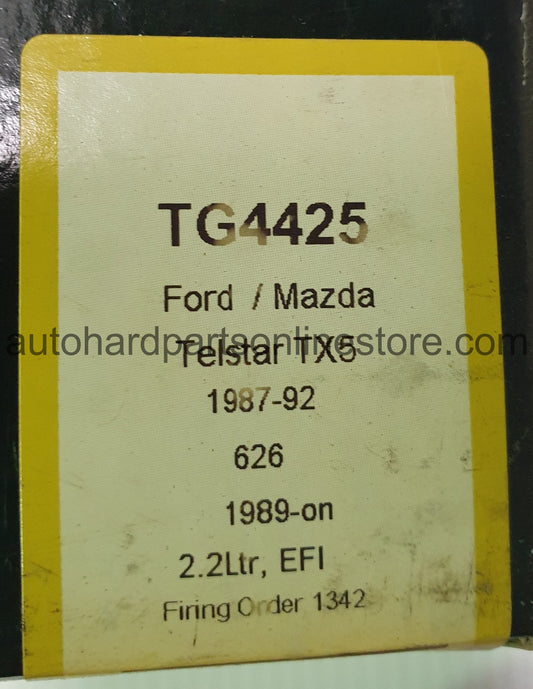 TG4425
Ford / Mazda
autohardpartsonlinestore.com
Telstar TX5
1987-92
626
1989-on
2.2Ltr, EFI
Firing Order 1342